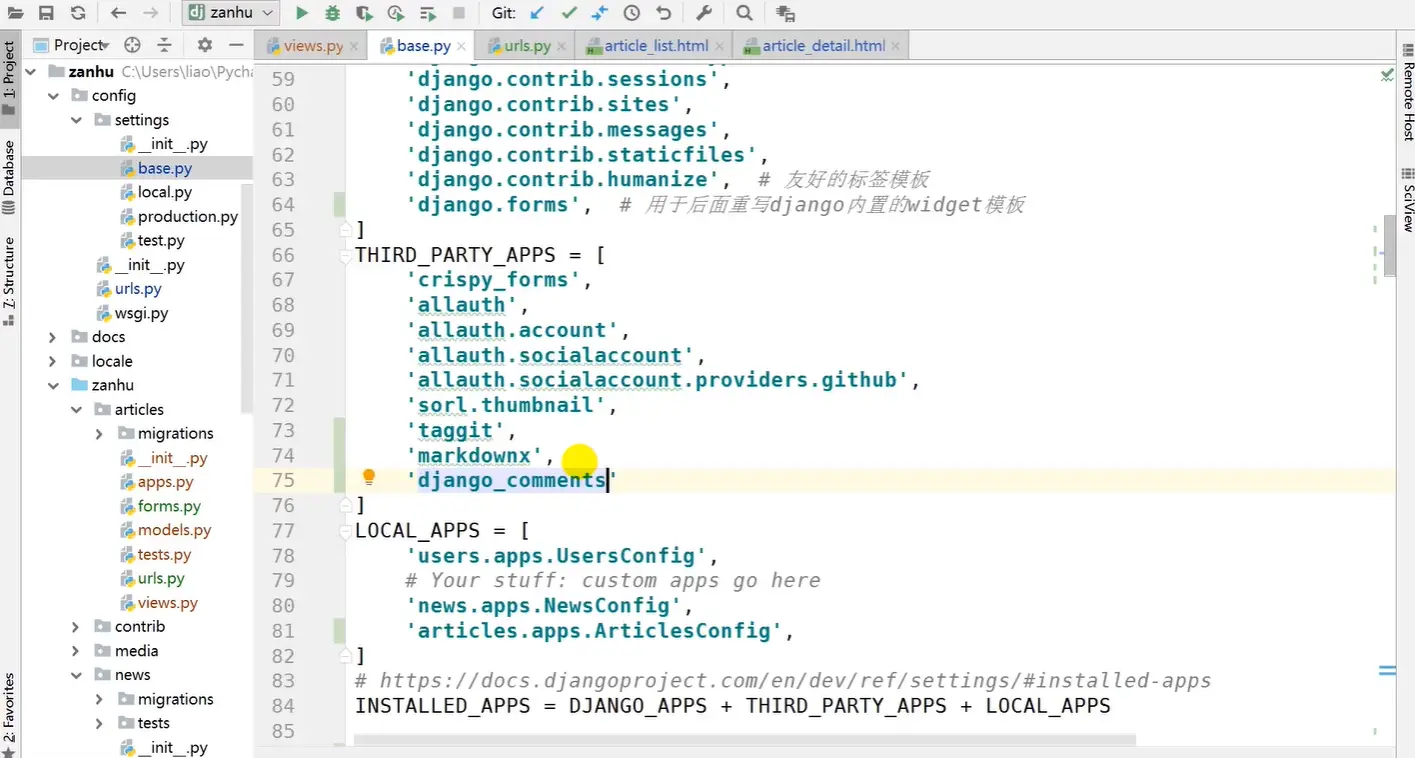 zanhu
Git:
1: Project
Database
Z: Structure
2: Favorites
Project
zanhu C:\Users\liao\Pycha
config
settings
__init__.py
base.py
local.py
production.py
test.py
__init__.py
urls.py
wsgi.py
docs
locale
zanhu
articles
migrations
__init__.py
apps.py
forms.py
models.py
tests.py
urls.py
views.py
contrib
media
news
migrations
tests
__init__.py
views.py
base.py
urls.py
article_list.html
article_detail.html
59 'django.contrib.sessions',
60 'django.contrib.sites',
61 'django.contrib.messages',
62 'django.contrib.staticfiles',
63 'django.contrib.humanize', # 友好的标签模板
64 'django.forms', # 用于后面重写django内置的widget模板
65 ]
66 THIRD_PARTY_APPS = [
67 'crispy_forms',
68 'allauth',
69 'allauth.account',
70 'allauth.socialaccount',
71 'allauth.socialaccount.providers.github',
72 'sorl.thumbnail',
73 'taggit',
74 'markdownx',
75 'django_comments'
76 ]
77 LOCAL_APPS = [
78 'users.apps.UsersConfig',
79 # Your stuff: custom apps go here
80 'news.apps.NewsConfig',
81 'articles.apps.ArticlesConfig',
82 ]
83 # https://docs.djangoproject.com/en/dev/ref/settings/#installed-apps
84 INSTALLED_APPS = DJANGO_APPS + THIRD_PARTY_APPS + LOCAL_APPS
85
Remote Host
SciView